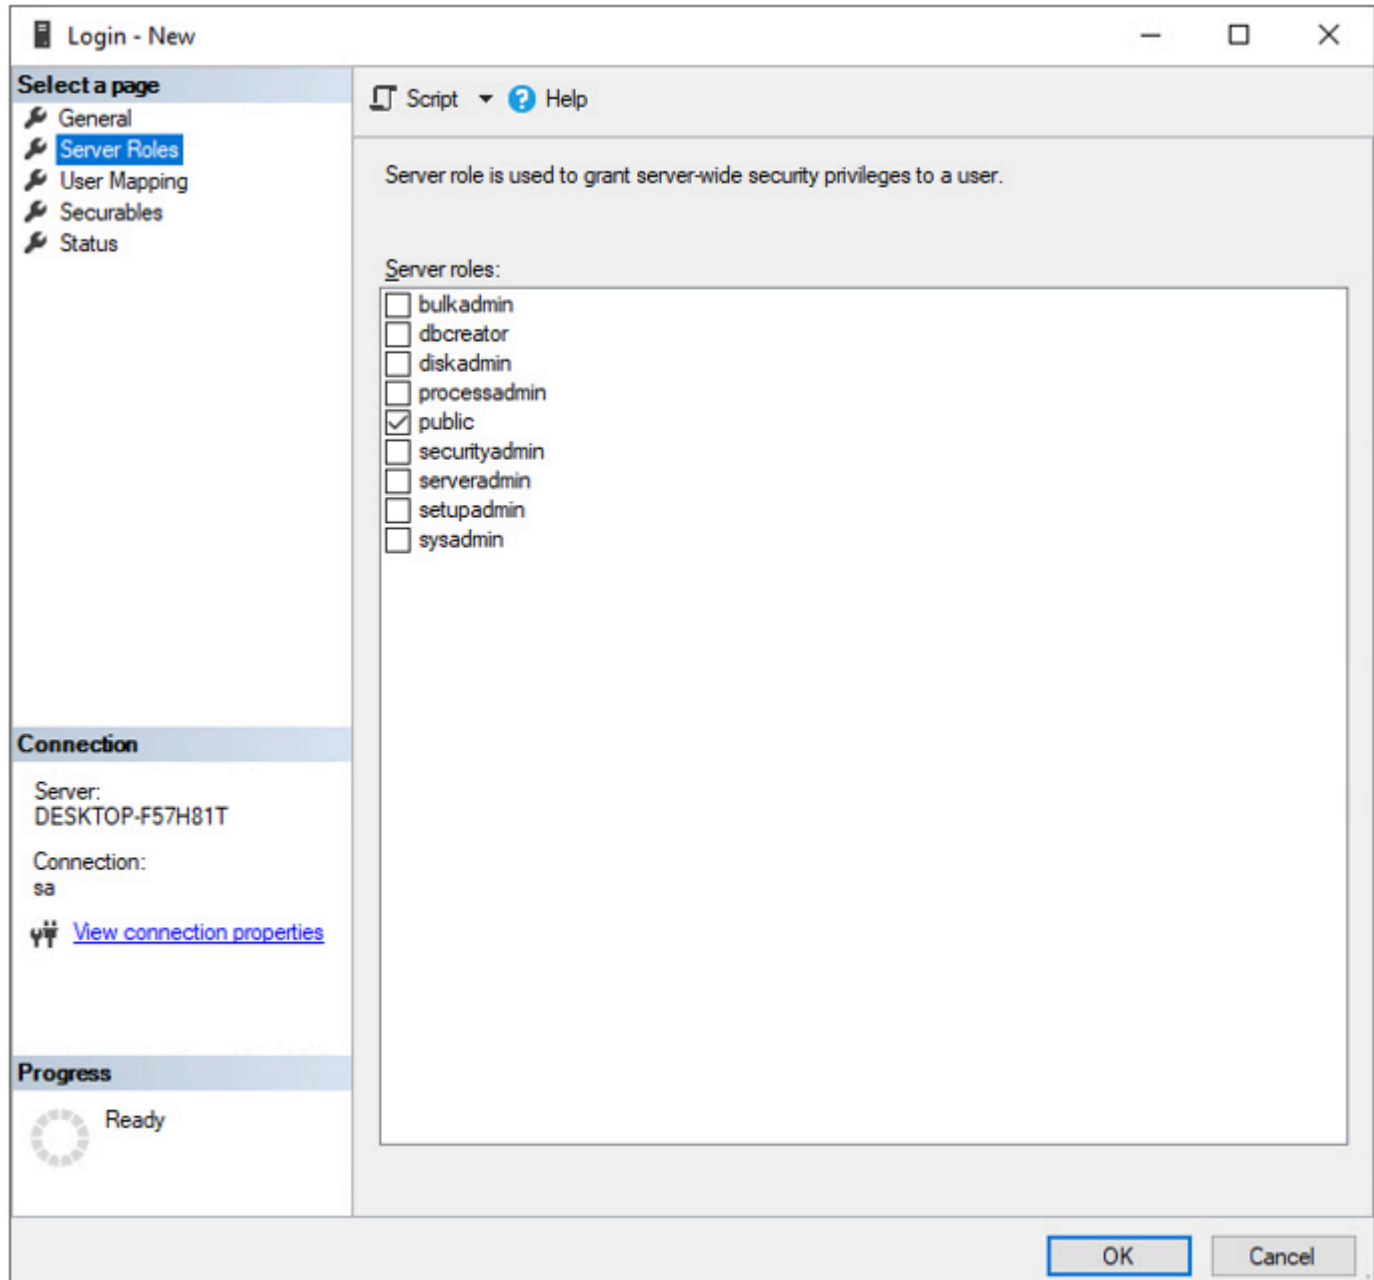 Login - New
Select a page
General
Server Roles
User Mapping
Securables
Status
Script
Help
Server role is used to grant server-wide security privileges to a user.
Server roles:
bulkadmin
dbcreator
diskadmin
processadmin
public
securityadmin
serveradmin
setupadmin
sysadmin
Connection
Server:
DESKTOP-F57H81T
Connection:
sa
View connection properties
Progress
Ready
OK
Cancel